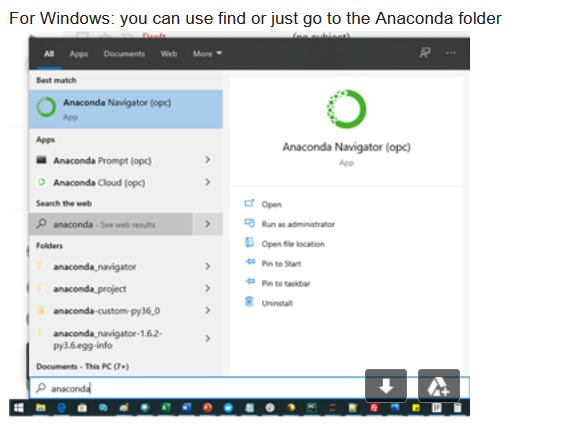 For Windows: you can use find or just go to the Anaconda folder
All Apps Documents Web More
Best match
Anaconda Navigator (opc)
App
Apps
Anaconda Prompt (opc)
Anaconda Cloud (opc)
Search the web
anaconda - See web results
Folders
anaconda_navigator
anaconda_project
anaconda-custom-py36_0
anaconda_navigator-1.6.2-
py3.6.egg-info
Documents - This PC (7+)
anaconda
Anaconda Navigator (opc)
App
Open
Run as administrator
Open file location
Pin to Start
Pin to taskbar
Uninstall